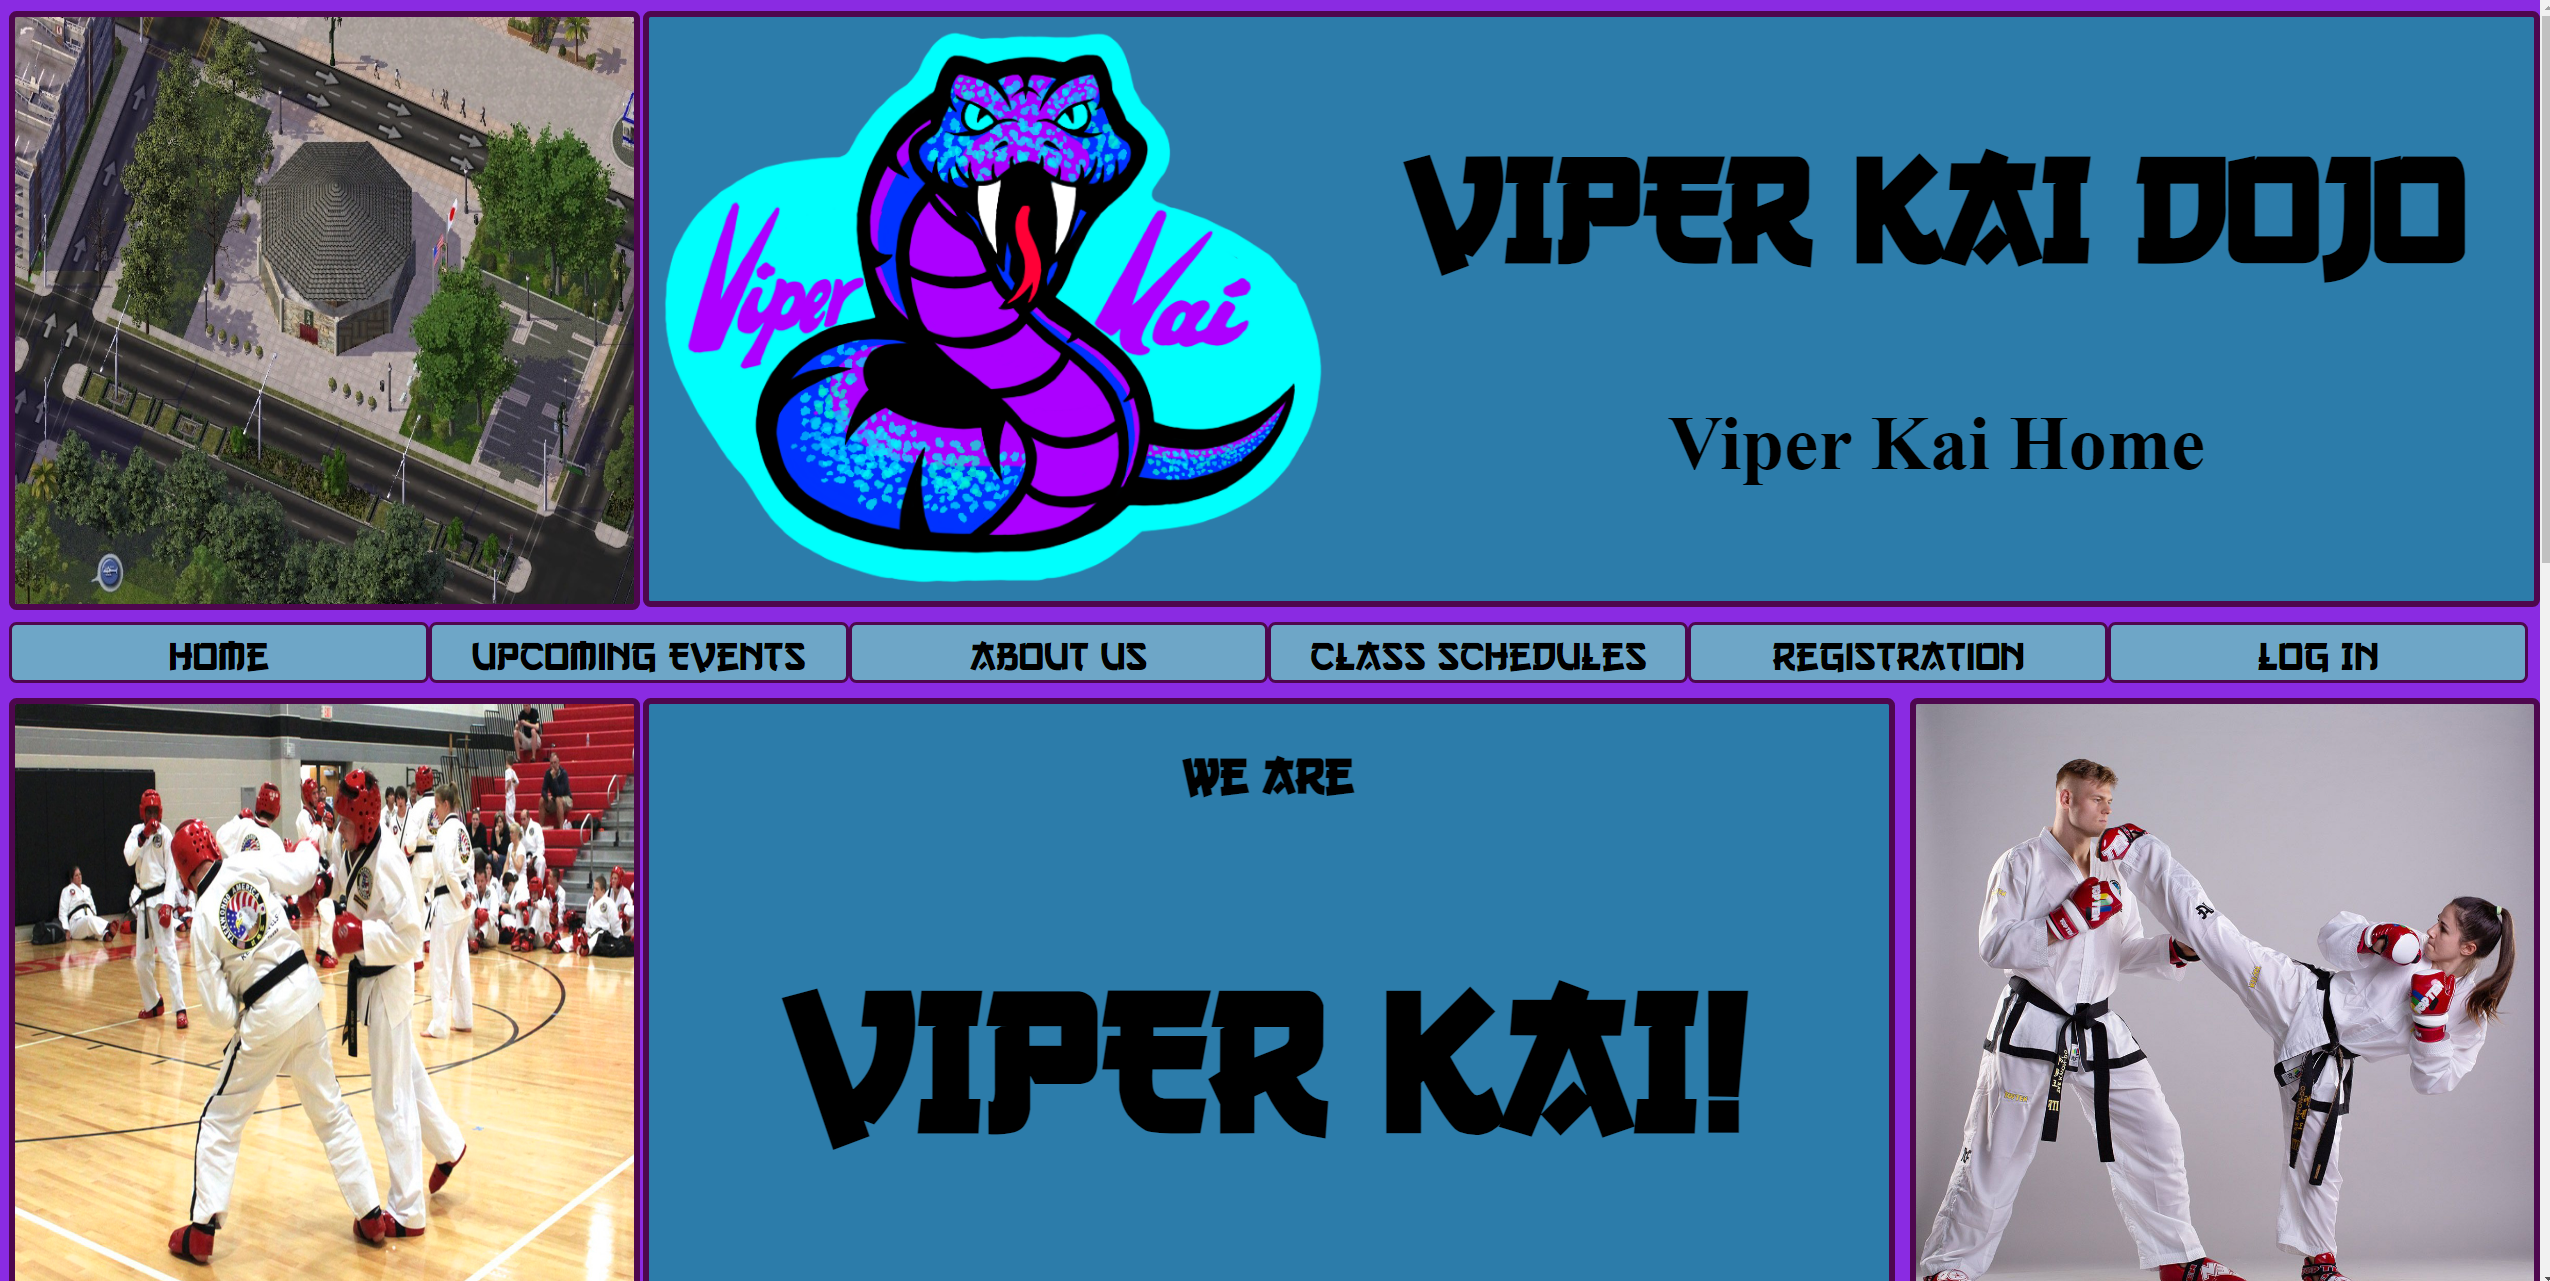 Viper Kai
VIPER KAI DOJO
Viper Kai Home
HOME
UPCOMING EVENTS
ABOUT US
CLASS SCHEDULES
REGISTRATION
LOG IN
WE ARE
VIPER KAI!